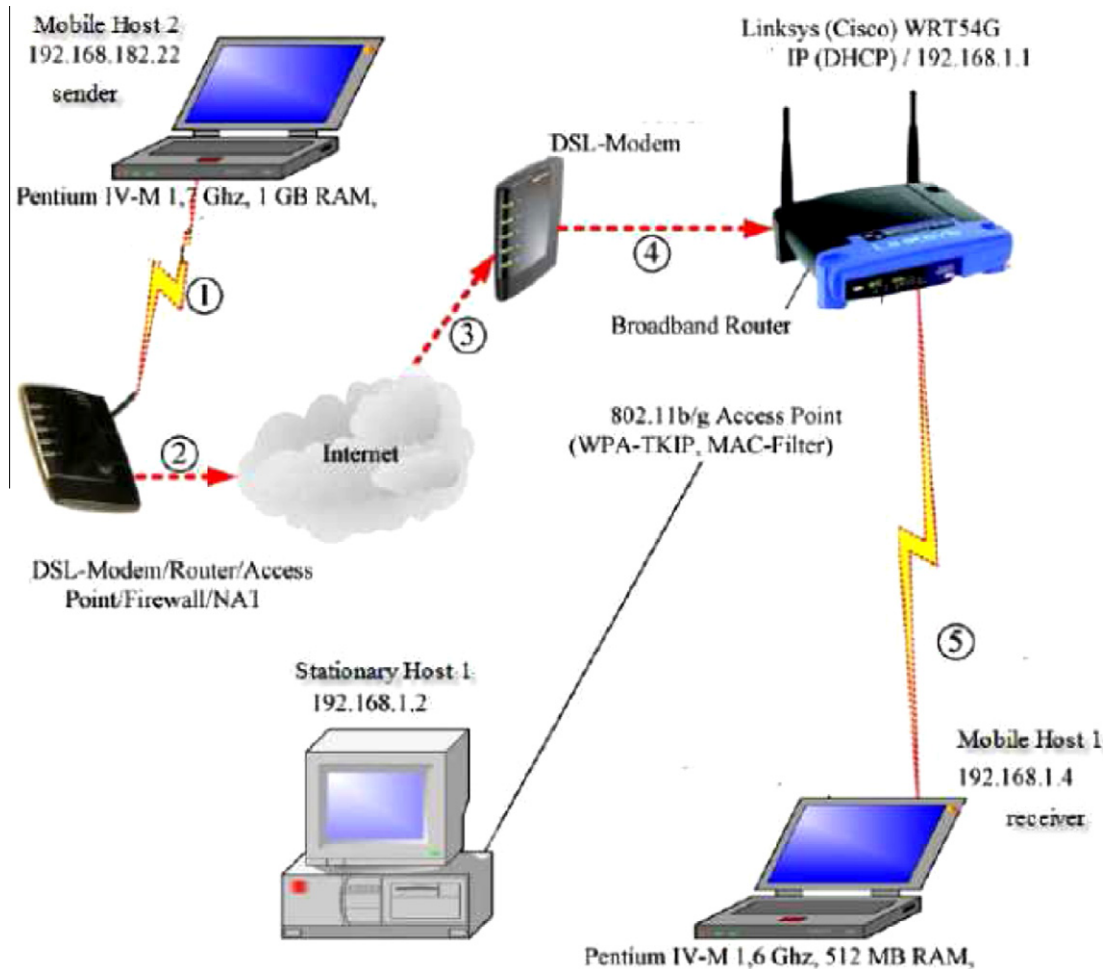 Mobile Host 2
192.168.182.22
sender
Pentium IV-M 1,7 Ghz, 1 GB RAM,
Linksys (Cisco) WRT54G
IP (DHCP) / 192.168.1.1
DSL-Modem
4
Broadband Router
1
3
802.11b/g Access Point
(WPA-TKIP, MAC-Filter)
Internet
2
DSL-Modem/Router/Access
Point/Firewall/NAT
5
Stationary Host 1
192.168.1.2
Mobile Host 1
192.168.1.4
receiver
Pentium IV-M 1,6 Ghz, 512 MB RAM,